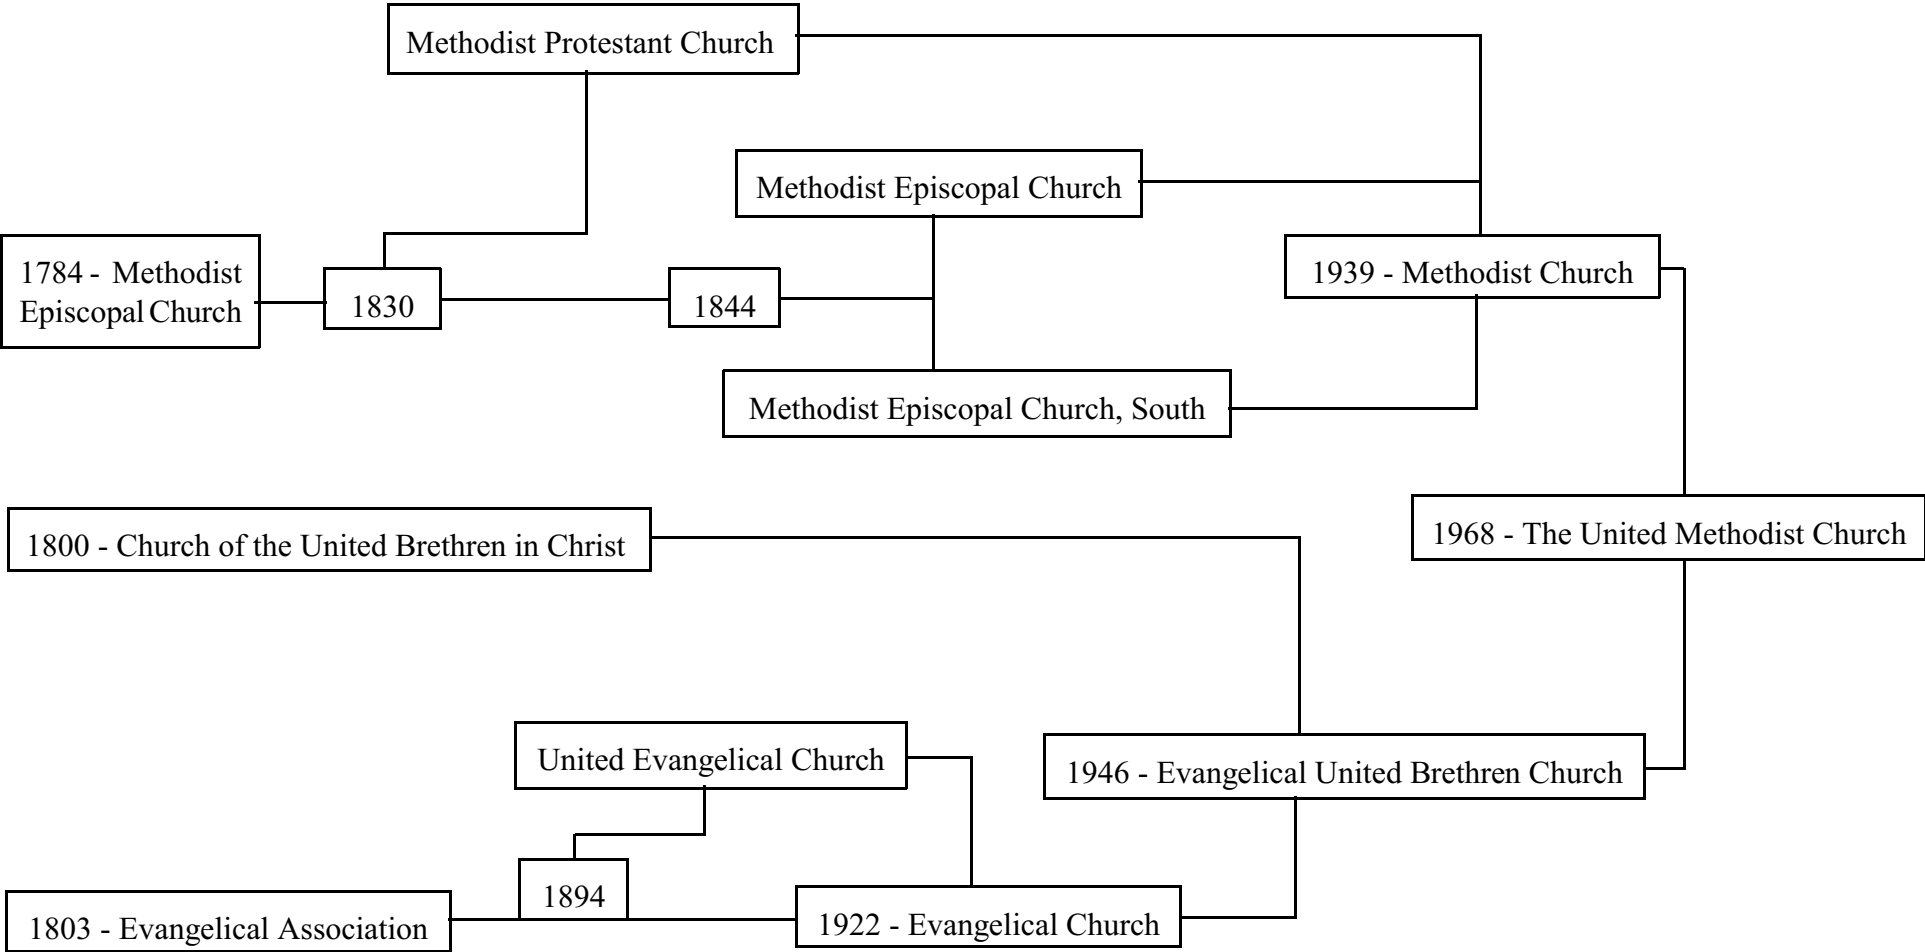 Methodist Protestant Church
Methodist Episcopal Church
1784 - Methodist
Episcopal Church
1830
1844
1939 - Methodist Church
Methodist Episcopal Church, South
1800 - Church of the United Brethren in Christ
1968 - The United Methodist Church
United Evangelical Church
1946 - Evangelical United Brethren Church
1894
1803 - Evangelical Association
1922 - Evangelical Church